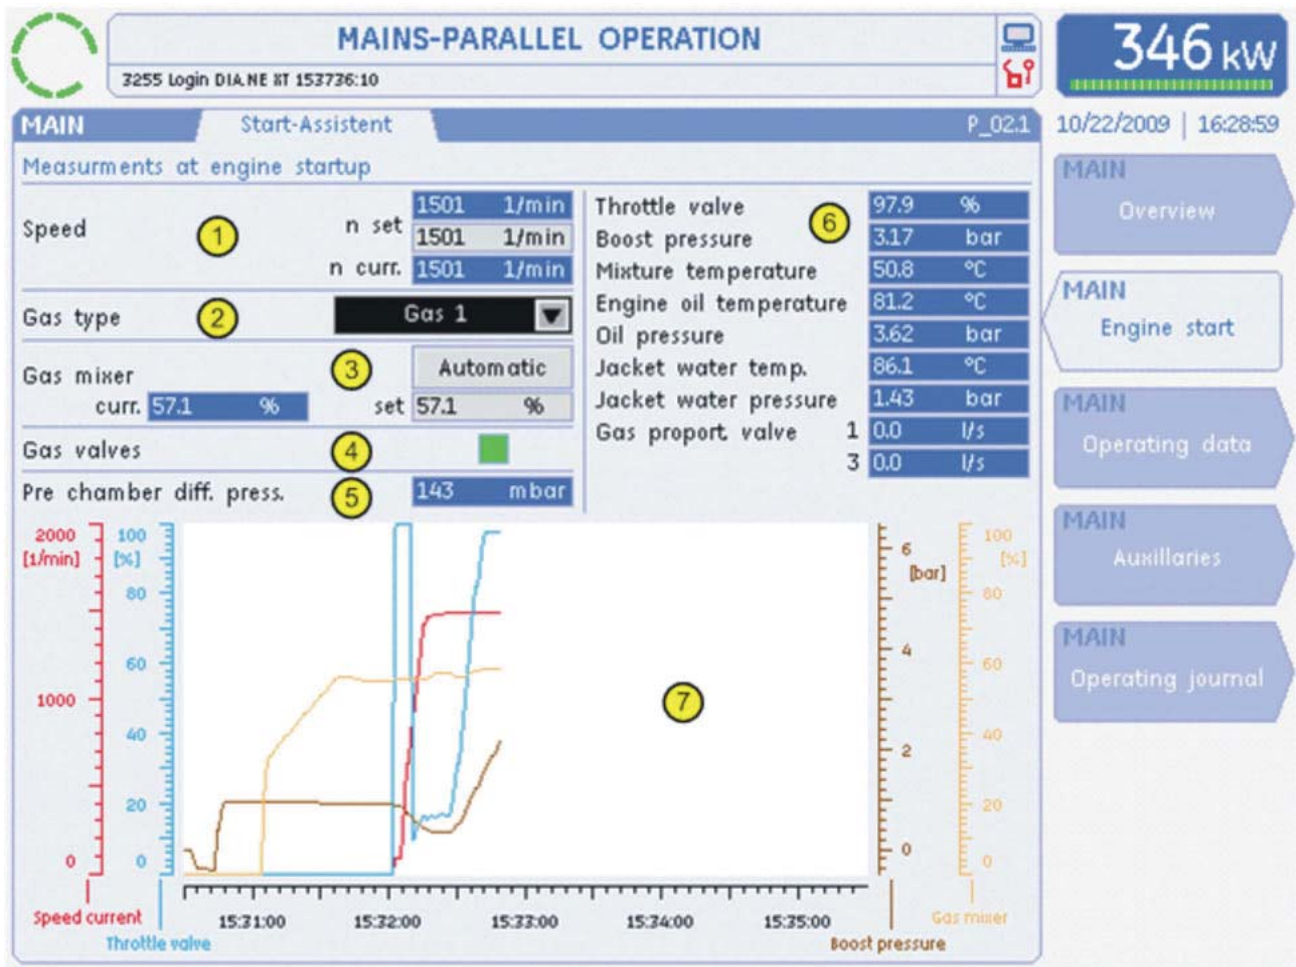 MAINS-PARALLEL OPERATION
346 kW
3255 Login DIA.NE XT 153736:10
MAIN Start-Assistent P_02.1
10/22/2009 | 16:28:59
Measurments at engine startup
Speed 1
1501 1/min
n set 1501 1/min
n curr. 1501 1/min
Gas type 2 Gas 1
Gas mixer 3 Automatic
curr. 57.1 % set 57.1 %
Gas valves 4
Pre chamber diff. press. 5 143 mbar
6
Throttle valve 97.9 %
Boost pressure 3.17 bar
Mixture temperature 50.8 °C
Engine oil temperature 81.2 °C
Oil pressure 3.62 bar
Jacket water temp. 86.1 °C
Jacket water pressure 1.43 bar
Gas proport. valve 1 0.0 l/s
3 0.0 l/s
MAIN
Overview
MAIN
Engine start
MAIN
Operating data
MAIN
Auxillaries
MAIN
Operating journal
2000
[1/min]
1000
0
100
[%]
80
60
40
20
0
7
6
[bar]
4
2
0
100
[%]
80
60
40
20
0
15:31:00 15:32:00 15:33:00 15:34:00 15:35:00
Speed current
Throttle valve
Boost pressure
Gas mixer